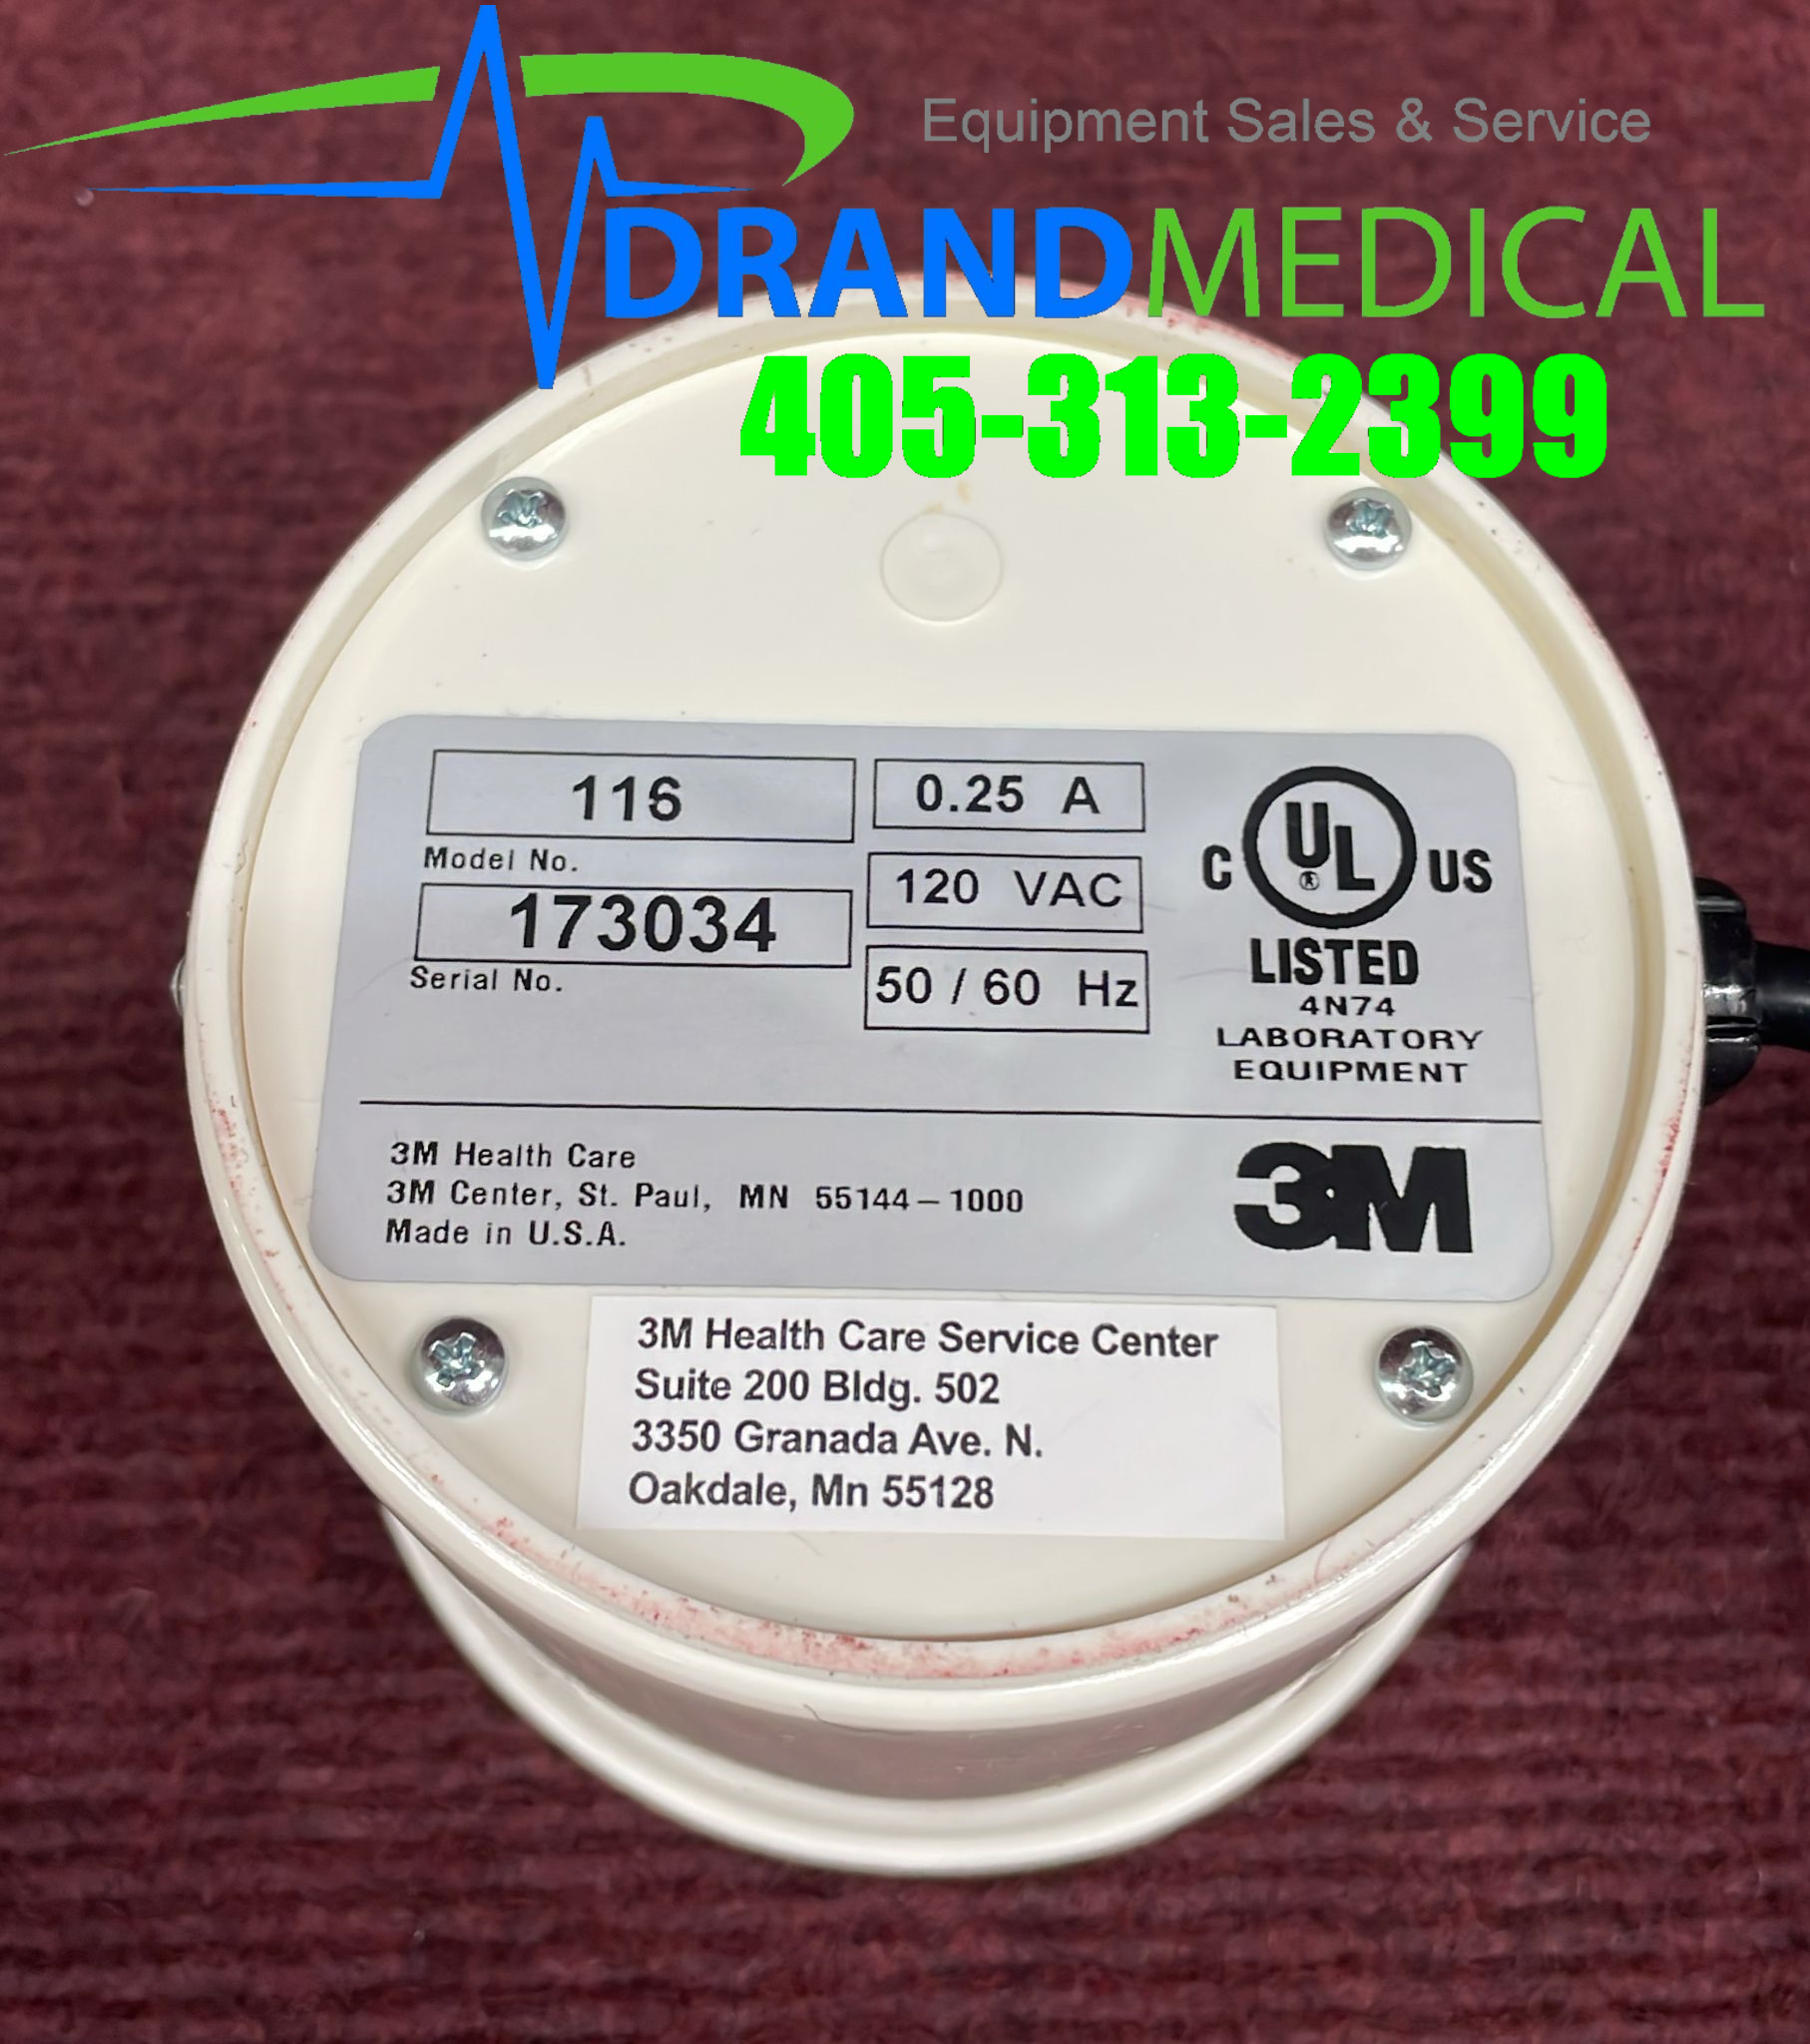 Equipment Sales & Service
DRANDMEDICAL
405-313-2399
116
Model No.
173034
Serial No.
0.25 A
120 VAC
50 / 60 Hz
C UL® US
LISTED
4N74
LABORATORY
EQUIPMENT
3M Health Care
3M Center, St. Paul, MN 55144-1000
Made in U.S.A.
3M
3M Health Care Service Center
Suite 200 Bldg. 502
3350 Granada Ave. N.
Oakdale, Mn 55128